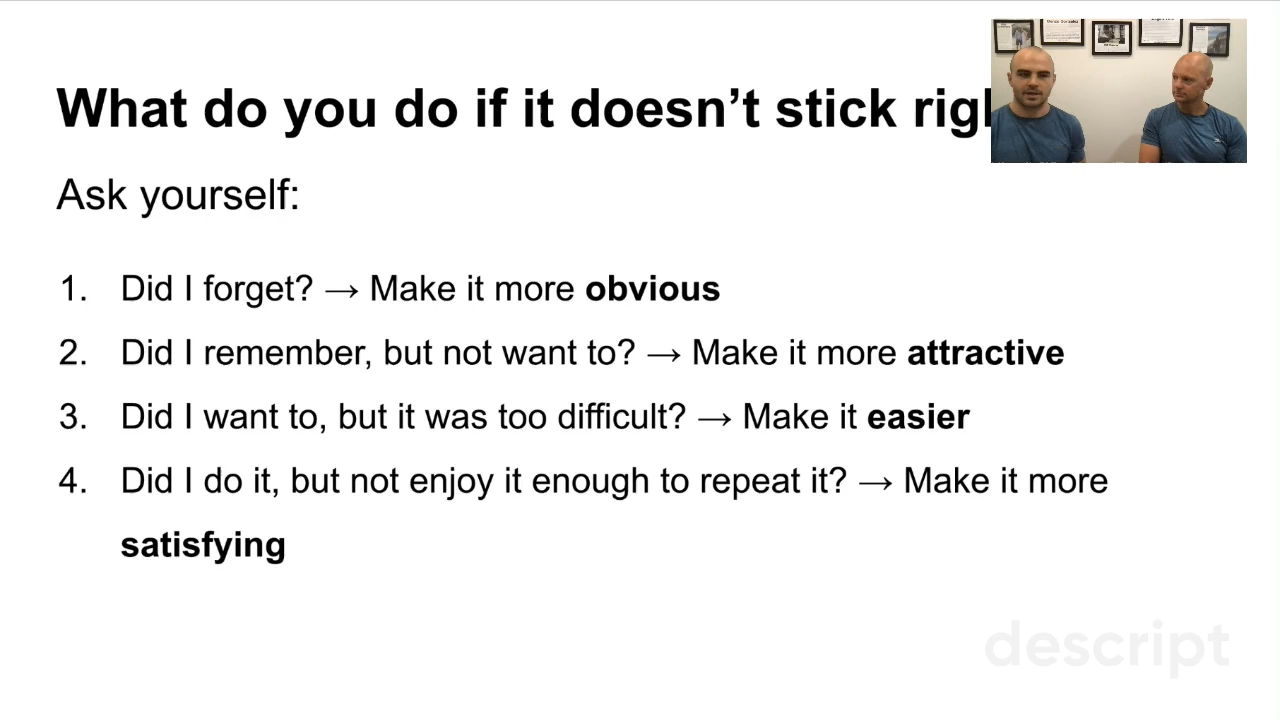 What do you do if it doesn’t stick
Ask yourself:
1. Did I forget? → Make it more obvious
2. Did I remember, but not want to? → Make it more attractive
3. Did I want to, but it was too difficult? → Make it easier
4. Did I do it, but not enjoy it enough to repeat it? → Make it more
satisfying
descript